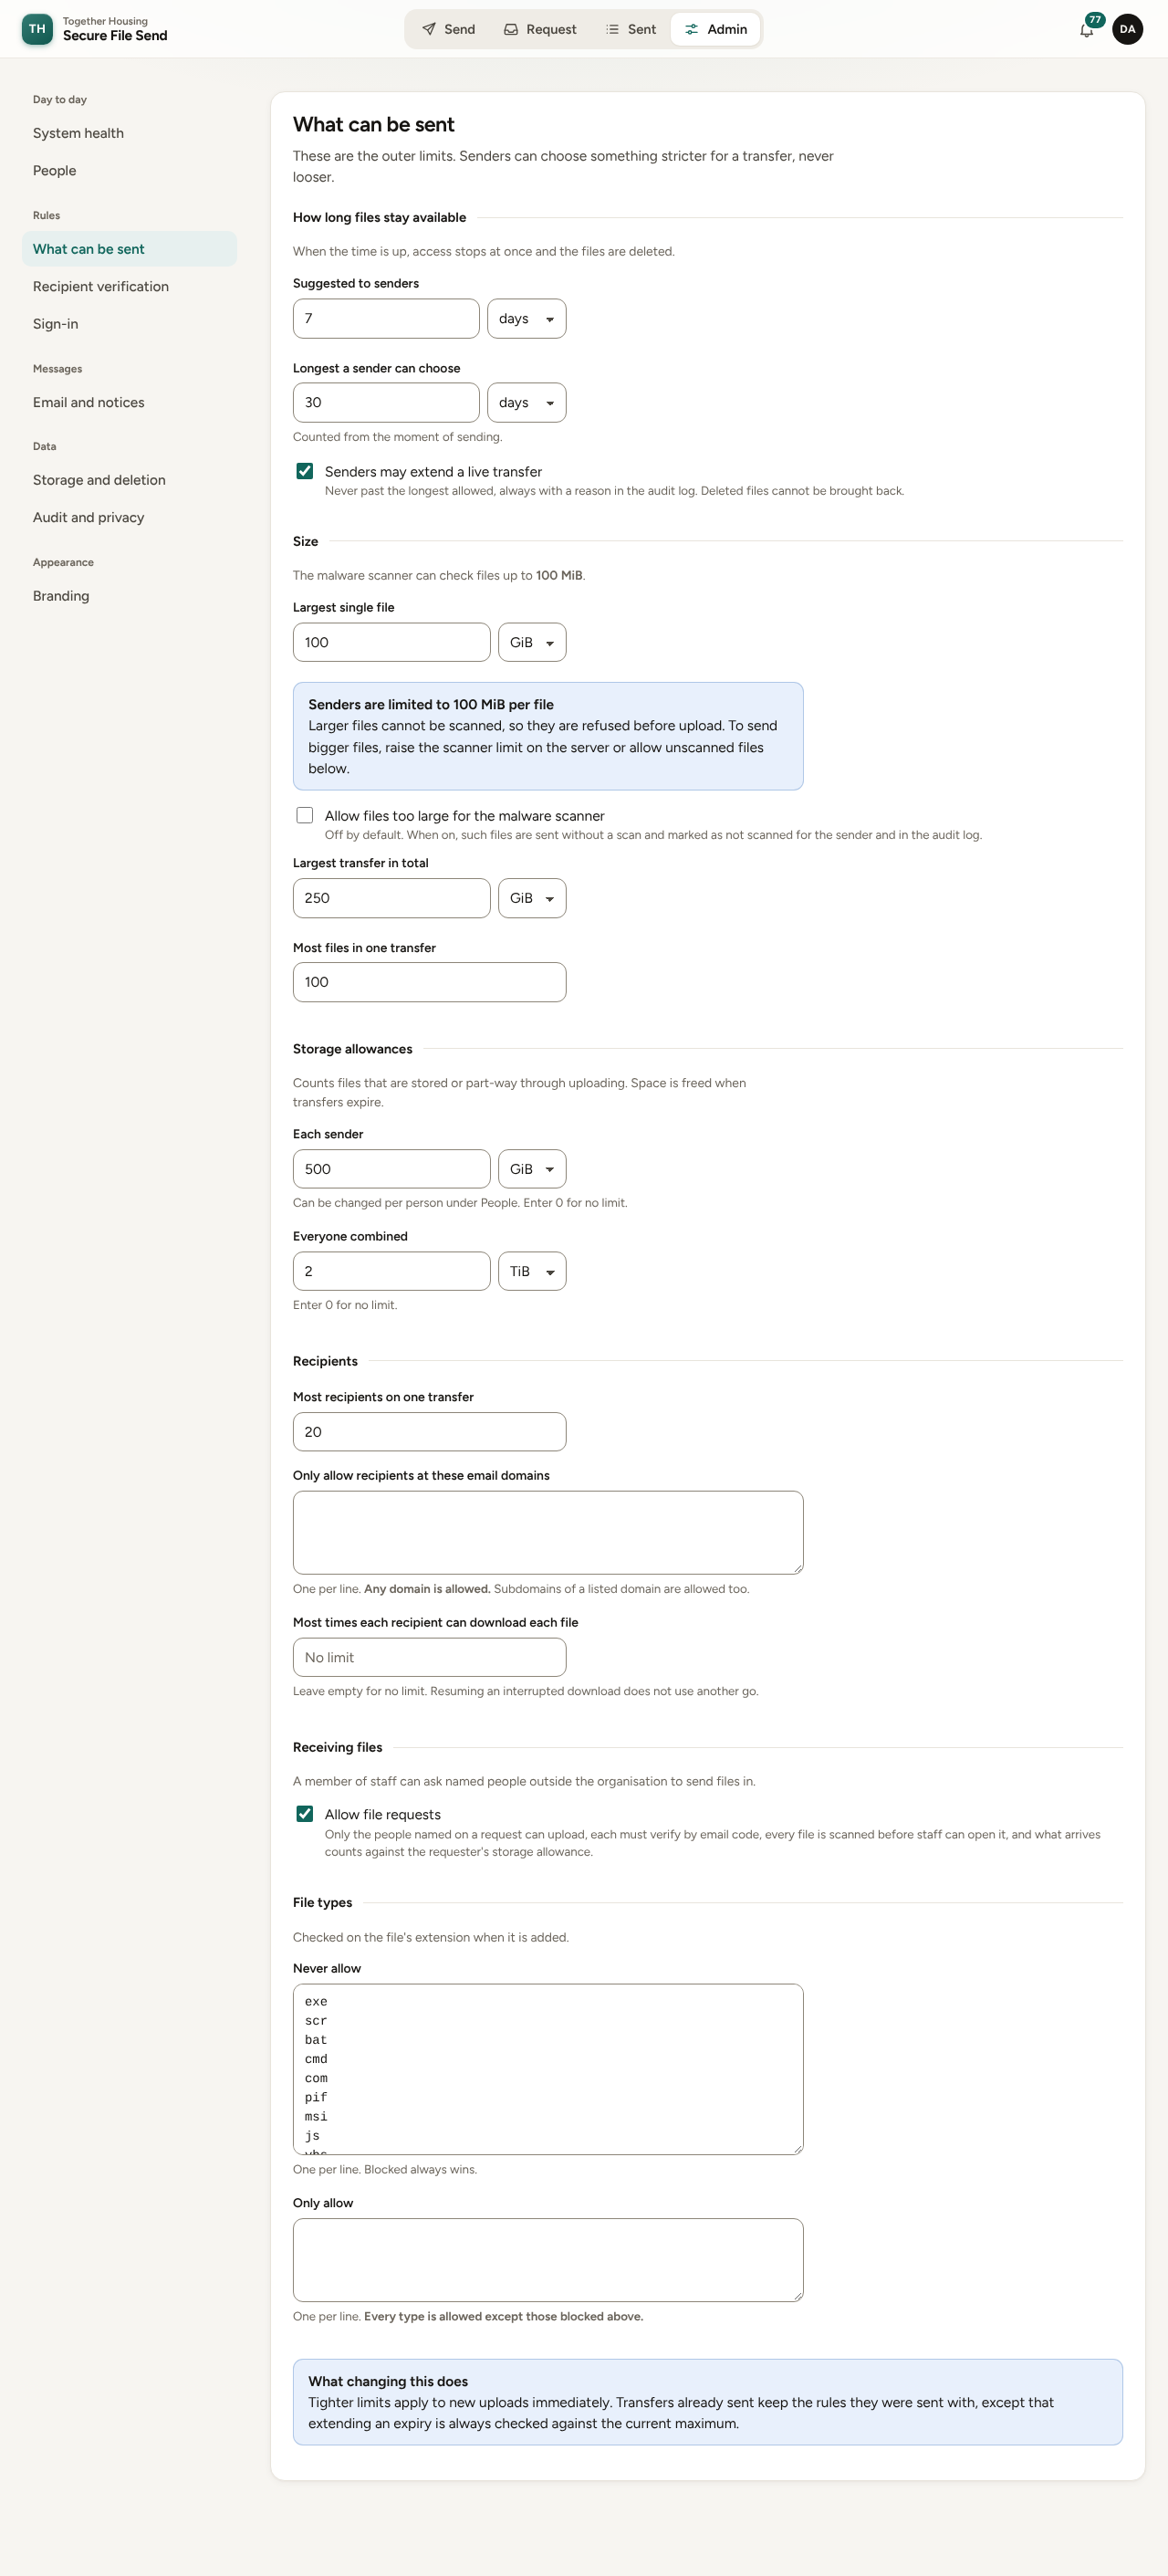 TH
Together Housing
Secure File Send
Send
Request
Sent
Admin
77
DA
Day to day
System health
People
Rules
What can be sent
Recipient verification
Sign-in
Messages
Email and notices
Data
Storage and deletion
Audit and privacy
Appearance
Branding
What can be sent
These are the outer limits. Senders can choose something stricter for a transfer, never
looser.
How long files stay available
When the time is up, access stops at once and the files are deleted.
Suggested to senders
7
days
Longest a sender can choose
30
days
Counted from the moment of sending.
Senders may extend a live transfer
Never past the longest allowed, always with a reason in the audit log. Deleted files cannot be brought back.
Size
The malware scanner can check files up to 100 MiB.
Largest single file
100
GiB
Senders are limited to 100 MiB per file
Larger files cannot be scanned, so they are refused before upload. To send
bigger files, raise the scanner limit on the server or allow unscanned files
below.
Allow files too large for the malware scanner
Off by default. When on, such files are sent without a scan and marked as not scanned for the sender and in the audit log.
Largest transfer in total
250
GiB
Most files in one transfer
100
Storage allowances
Counts files that are stored or part-way through uploading. Space is freed when
transfers expire.
Each sender
500
GiB
Can be changed per person under People. Enter 0 for no limit.
Everyone combined
2
TiB
Enter 0 for no limit.
Recipients
Most recipients on one transfer
20
Only allow recipients at these email domains
One per line. Any domain is allowed. Subdomains of a listed domain are allowed too.
Most times each recipient can download each file
No limit
Leave empty for no limit. Resuming an interrupted download does not use another go.
Receiving files
A member of staff can ask named people outside the organisation to send files in.
Allow file requests
Only the people named on a request can upload, each must verify by email code, every file is scanned before staff can open it, and what arrives
counts against the requester's storage allowance.
File types
Checked on the file's extension when it is added.
Never allow
exe
scr
bat
cmd
com
pif
msi
js
One per line. Blocked always wins.
Only allow
One per line. Every type is allowed except those blocked above.
What changing this does
Tighter limits apply to new uploads immediately. Transfers already sent keep the rules they were sent with, except that
extending an expiry is always checked against the current maximum.